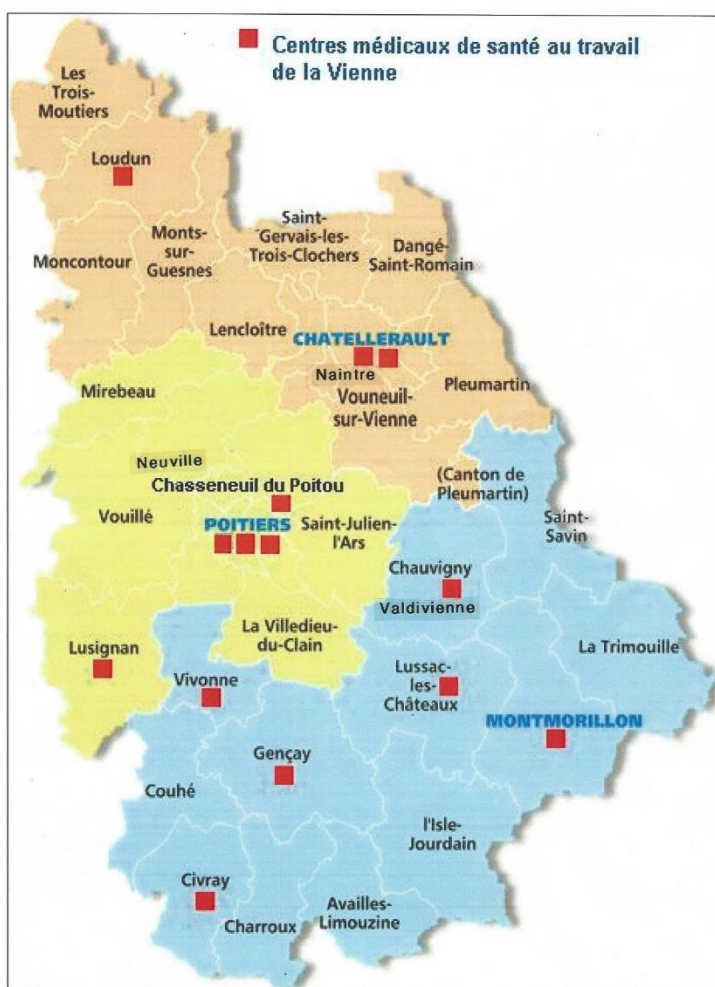 Centres médicaux de santé au travail
de la Vienne
Les
Trois-
Moutiers
Loudun
Saint-
Gervais-les-
Trois-Clochers
Monts-
sur-
Guesnes
Dangé-
Saint-Romain
Moncontour
Lencloître
CHATELLERAULT
Naintre
Pleumartin
Mirebeau
Vouneuil-
sur-Vienne
Neuville
(Canton de
Pleumartin)
Chasseneuil du Poitou
Vouillé
POITIERS
Saint-Julien-
l'Ars
Saint-
Savin
Chauvigny
Valdivienne
La Villedieu-
du-Clain
Lusignan
La Trimouille
Vivonne
Lussac-
les-
Châteaux
MONTMORILLON
Gençay
Couhé
l'Isle-
Jourdain
Civray
Charroux
Availles-
Limouzine